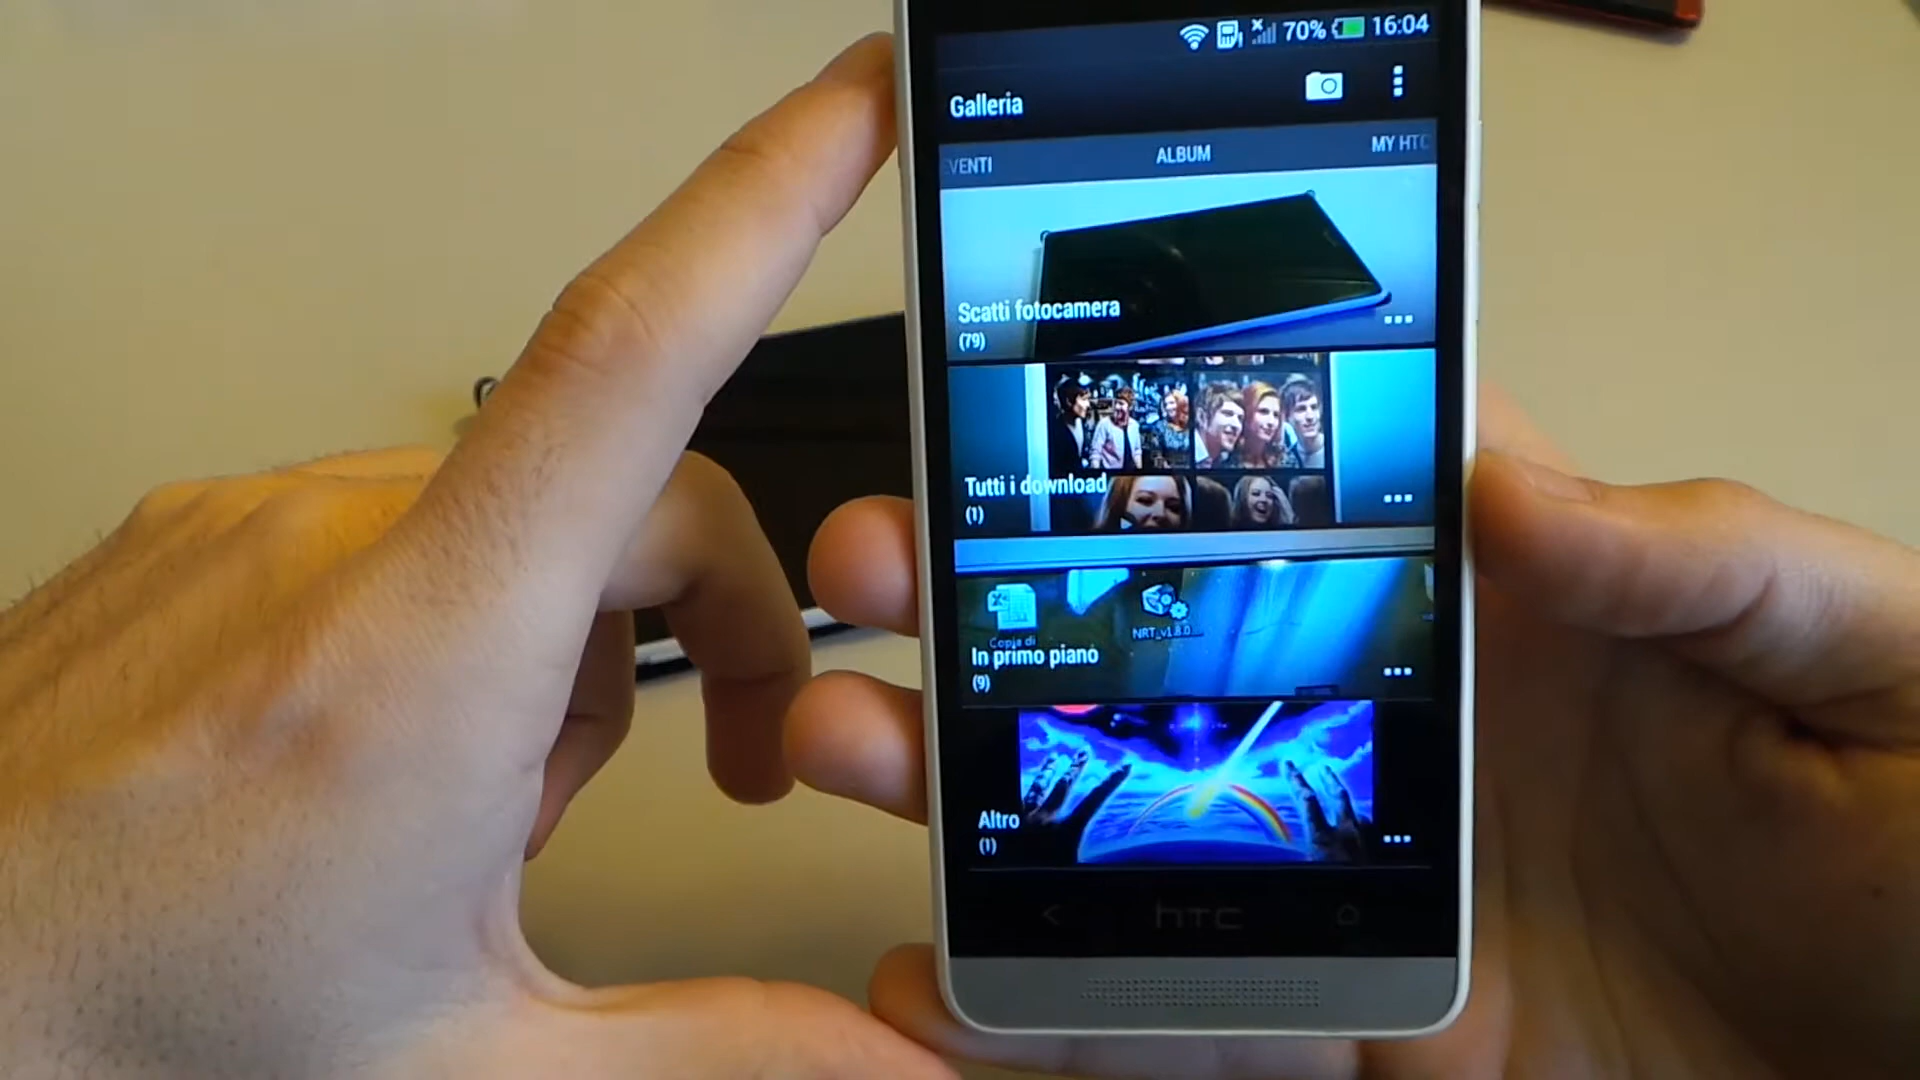 70% 16:04
Galleria
VENTI ALBUM MY HTC
Scatti fotocamera
(79)
Tutti i download
(1)
Copia di
NRT_v1.8.0...
In primo piano
(9)
Altro
(1)
hTC